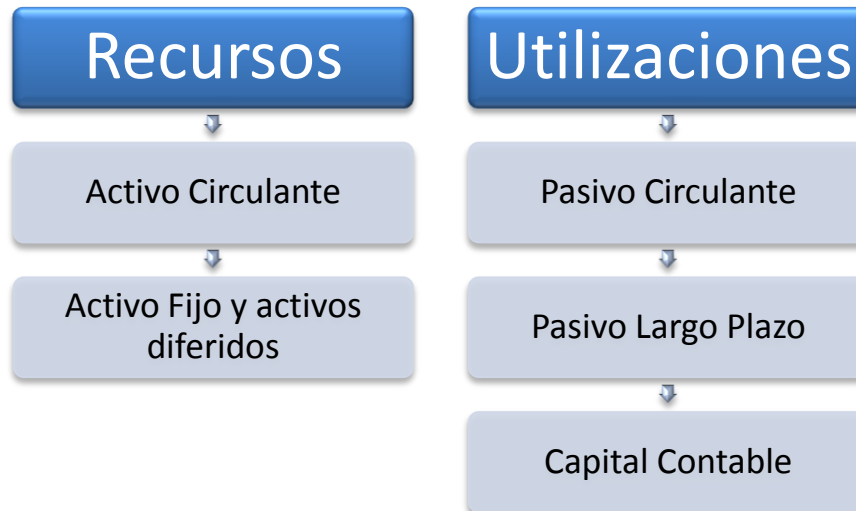 Recursos
Activo Circulante
Activo Fijo y activos
diferidos
Utilizaciones
Pasivo Circulante
Pasivo Largo Plazo
Capital Contable